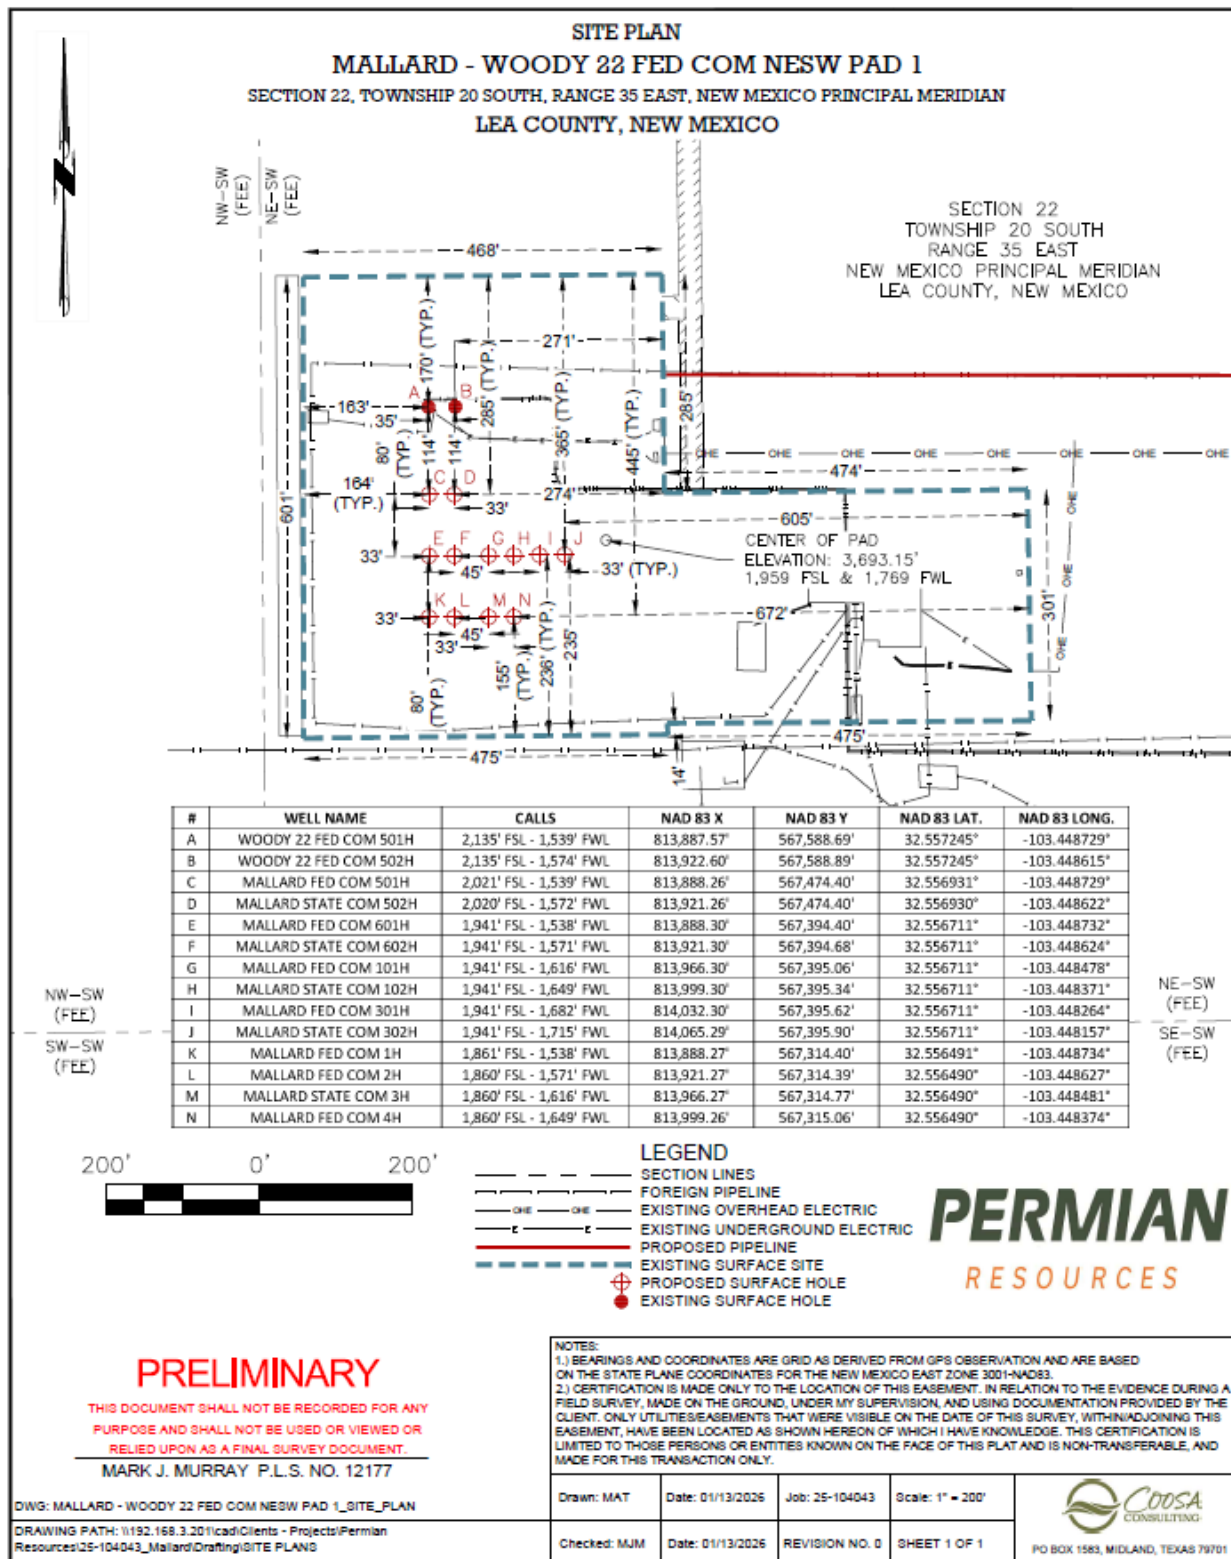 SITE PLAN
MALLARD - WOODY 22 FED COM NESW PAD 1
SECTION 22, TOWNSHIP 20 SOUTH, RANGE 35 EAST, NEW MEXICO PRINCIPAL MERIDIAN
LEA COUNTY, NEW MEXICO
N
NW-SW
(FEE)
NE-SW
(FEE)
SECTION 22
TOWNSHIP 20 SOUTH
RANGE 35 EAST
NEW MEXICO PRINCIPAL MERIDIAN
LEA COUNTY, NEW MEXICO
468'
271'
170' (TYP.)
285' (TYP.)
365' (TYP.)
445' (TYP.)
285'
A B
163'
35'
80'
(TYP.)
114' 114'
OHE OHE OHE OHE OHE OHE
474'
164'
(TYP.)
C D
274'
33'
601'
605'
E F G H I J
33'
45'
33' (TYP.)
CENTER OF PAD
ELEVATION: 3,693.15'
1,959 FSL & 1,769 FWL
OHE
OHE
OHE
301'
K L M N
33'
672'
45'
33'
80'
(TYP.)
155'
(TYP.)
236' (TYP.)
235'
E
475'
475'
14'
# WELL NAME CALLS NAD 83 X NAD 83 Y NAD 83 LAT. NAD 83 LONG.
A WOODY 22 FED COM 501H 2,135' FSL - 1,539' FWL 813,887.57' 567,588.69' 32.557245° -103.448729°
B WOODY 22 FED COM 502H 2,135' FSL - 1,574' FWL 813,922.60' 567,588.89' 32.557245° -103.448615°
C MALLARD FED COM 501H 2,021' FSL - 1,539' FWL 813,888.26' 567,474.40' 32.556931° -103.448729°
D MALLARD STATE COM 502H 2,020' FSL - 1,572' FWL 813,921.26' 567,474.40' 32.556930° -103.448622°
E MALLARD FED COM 601H 1,941' FSL - 1,538' FWL 813,888.30' 567,394.40' 32.556711° -103.448732°
F MALLARD STATE COM 602H 1,941' FSL - 1,571' FWL 813,921.30' 567,394.68' 32.556711° -103.448624°
G MALLARD FED COM 101H 1,941' FSL - 1,616' FWL 813,966.30' 567,395.06' 32.556711° -103.448478°
H MALLARD STATE COM 102H 1,941' FSL - 1,649' FWL 813,999.30' 567,395.34' 32.556711° -103.448371°
I MALLARD FED COM 301H 1,941' FSL - 1,682' FWL 814,032.30' 567,395.62' 32.556711° -103.448264°
J MALLARD STATE COM 302H 1,941' FSL - 1,715' FWL 814,065.29' 567,395.90' 32.556711° -103.448157°
K MALLARD FED COM 1H 1,861' FSL - 1,538' FWL 813,888.27' 567,314.40' 32.556491° -103.448734°
L MALLARD FED COM 2H 1,860' FSL - 1,571' FWL 813,921.27' 567,314.39' 32.556490° -103.448627°
M MALLARD STATE COM 3H 1,860' FSL - 1,616' FWL 813,966.27' 567,314.77' 32.556490° -103.448481°
N MALLARD FED COM 4H 1,860' FSL - 1,649' FWL 813,999.26' 567,315.06' 32.556490° -103.448374°
NW-SW
(FEE)
SW-SW
(FEE)
NE-SW
(FEE)
SE-SW
(FEE)
200' 0' 200'
LEGEND
SECTION LINES
FOREIGN PIPELINE
OHE OHE EXISTING OVERHEAD ELECTRIC
E E EXISTING UNDERGROUND ELECTRIC
PROPOSED PIPELINE
EXISTING SURFACE SITE
PROPOSED SURFACE HOLE
EXISTING SURFACE HOLE
PERMIAN
RESOURCES
PRELIMINARY
THIS DOCUMENT SHALL NOT BE RECORDED FOR ANY
PURPOSE AND SHALL NOT BE USED OR VIEWED OR
RELIED UPON AS A FINAL SURVEY DOCUMENT.
MARK J. MURRAY P.L.S. NO. 12177
DWG: MALLARD - WOODY 22 FED COM NESW PAD 1_SITE_PLAN
DRAWING PATH: \\192.168.3.201\cad\Clients - Projects\Permian
Resources\25-104043_Mallard\Drafting\SITE PLANS
NOTES:
1.) BEARINGS AND COORDINATES ARE GRID AS DERIVED FROM GPS OBSERVATION AND ARE BASED
ON THE STATE PLANE COORDINATES FOR THE NEW MEXICO EAST ZONE 3001-NAD83.
2.) CERTIFICATION IS MADE ONLY TO THE LOCATION OF THIS EASEMENT. IN RELATION TO THE EVIDENCE DURING A
FIELD SURVEY, MADE ON THE GROUND, UNDER MY SUPERVISION, AND USING DOCUMENTATION PROVIDED BY THE
CLIENT. ONLY UTILITIES/EASEMENTS THAT WERE VISIBLE ON THE DATE OF THIS SURVEY, WITHIN/ADJOINING THIS
EASEMENT, HAVE BEEN LOCATED AS SHOWN HEREON OF WHICH I HAVE KNOWLEDGE. THIS CERTIFICATION IS
LIMITED TO THOSE PERSONS OR ENTITIES KNOWN ON THE FACE OF THIS PLAT AND IS NON-TRANSFERABLE, AND
MADE FOR THIS TRANSACTION ONLY.
Drawn: MAT Date: 01/13/2026 Job: 25-104043 Scale: 1" = 200'
Checked: MJM Date: 01/13/2026 REVISION NO. 0 SHEET 1 OF 1
COOSA
CONSULTING
PO BOX 1583, MIDLAND, TEXAS 79701